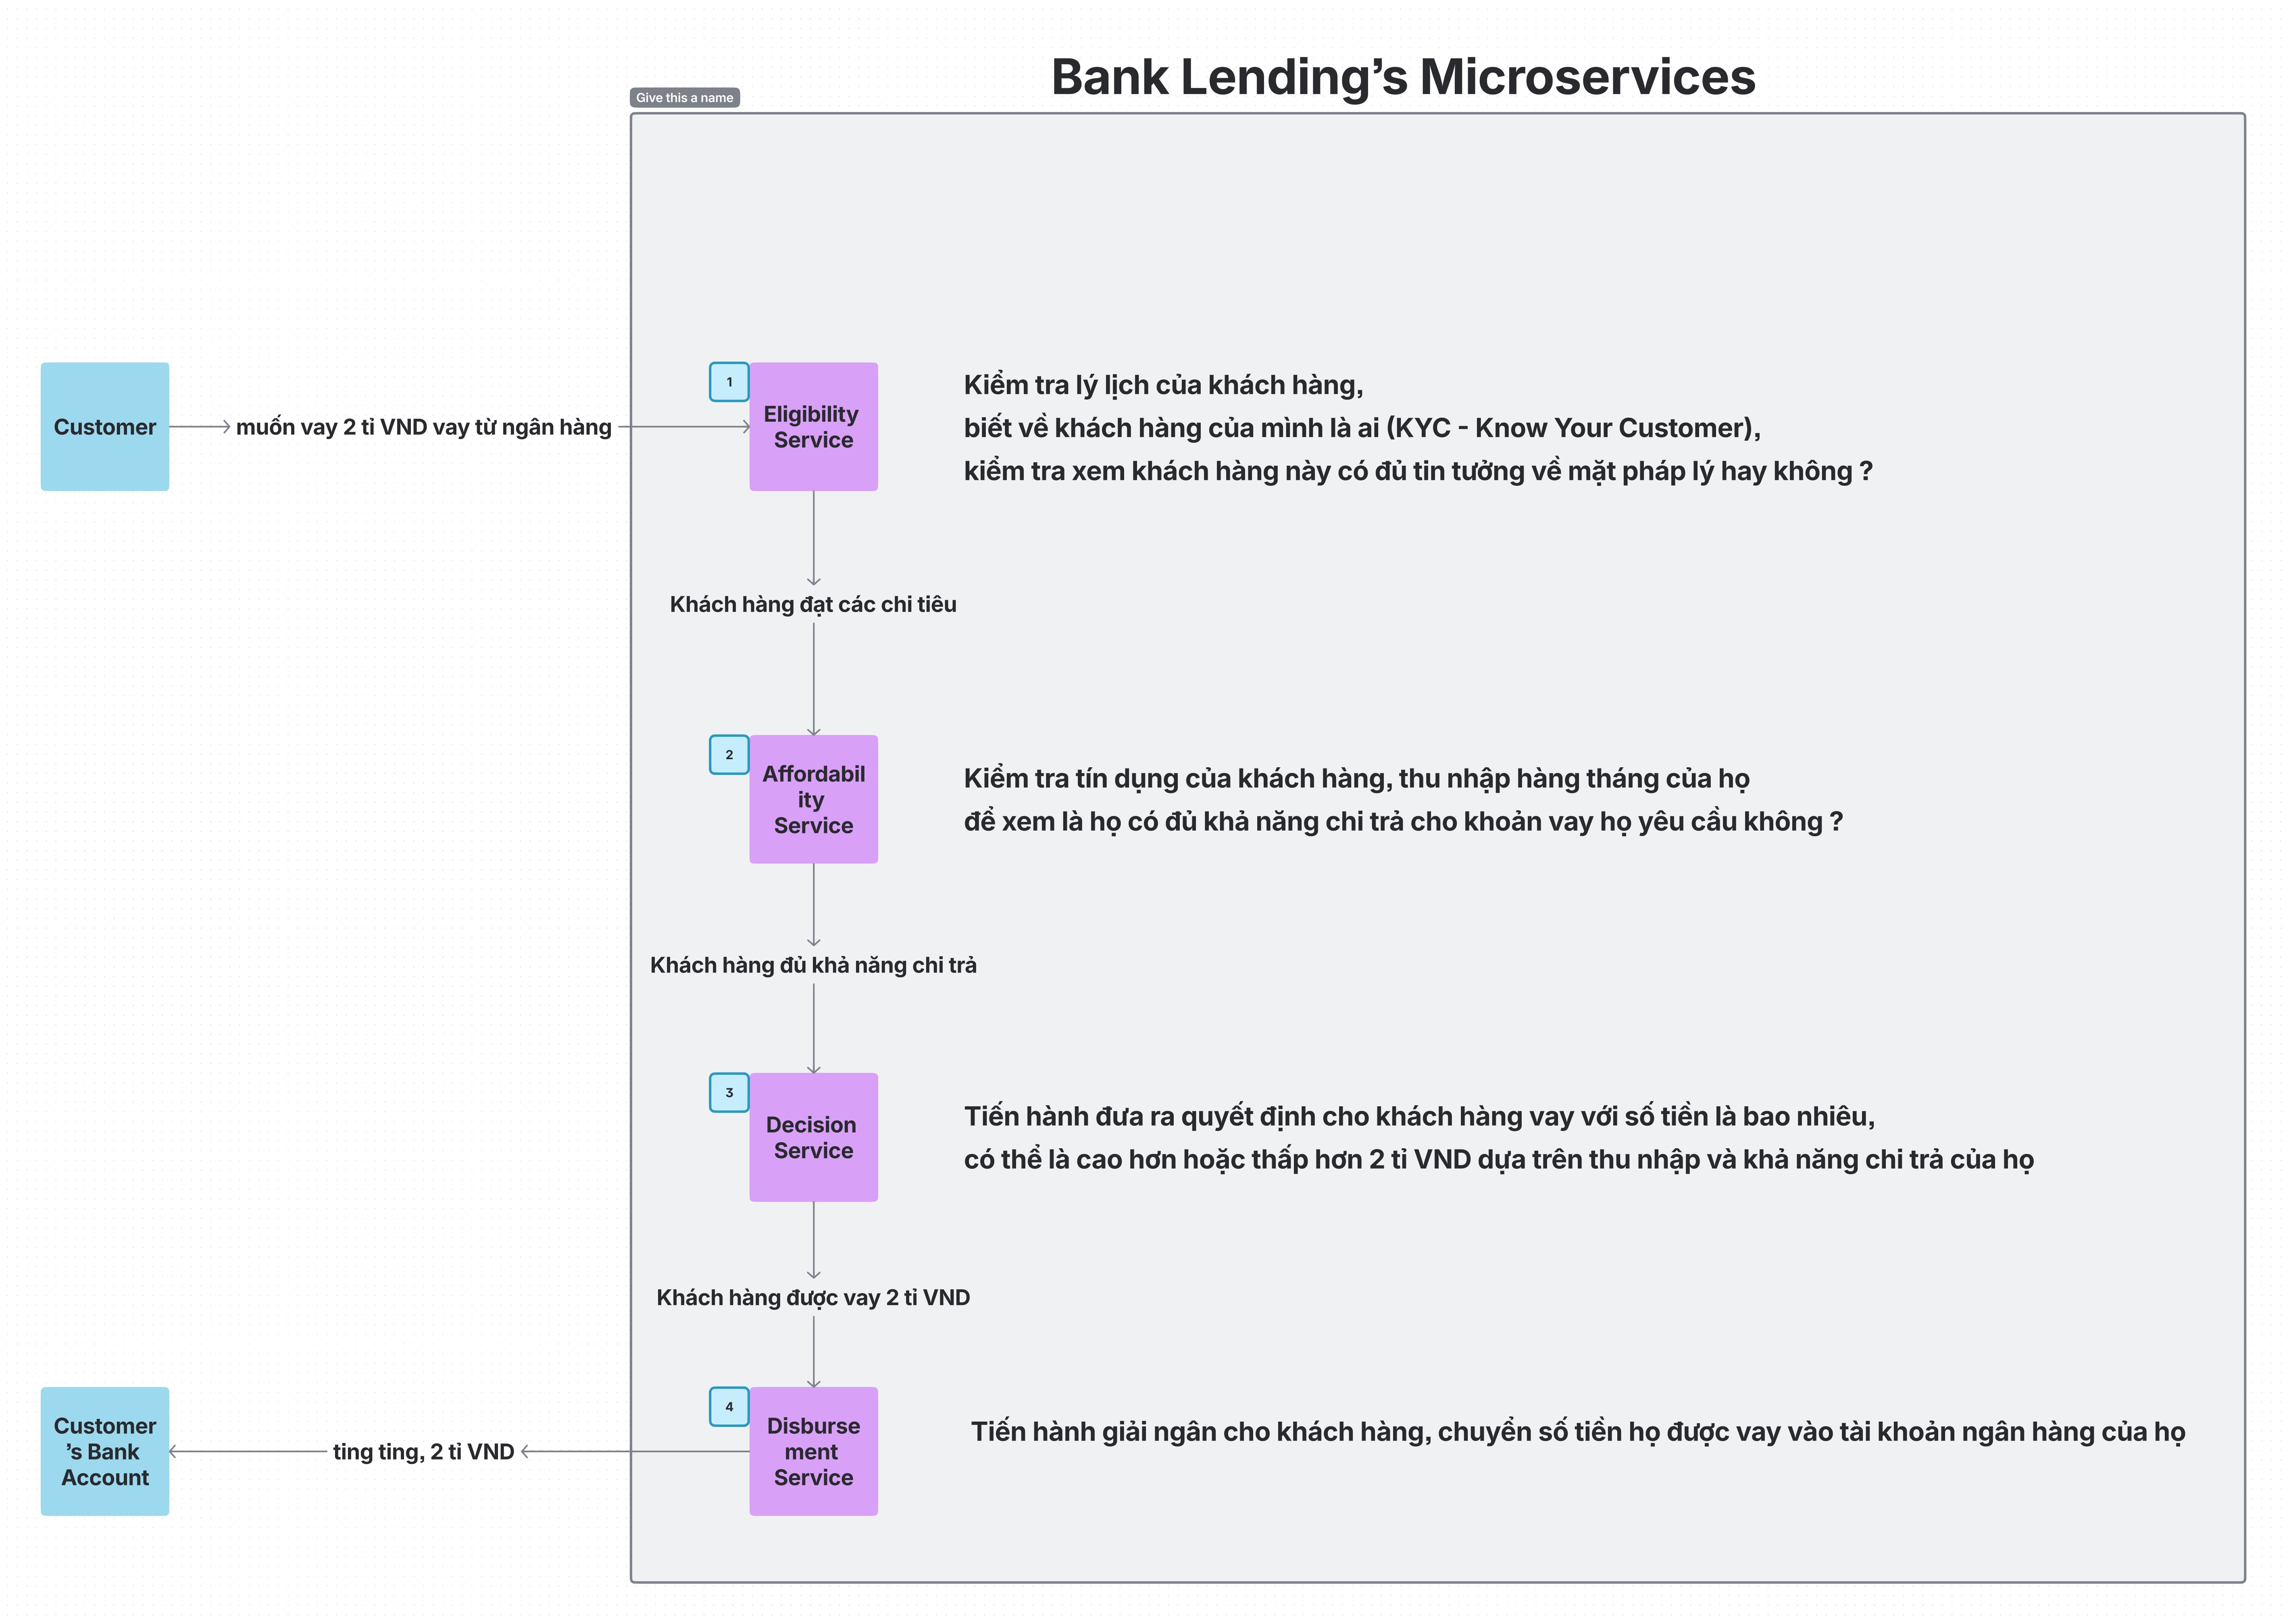 Bank Lending’s Microservices
Give this a name
Customer
muốn vay 2 tỉ VND vay từ ngân hàng
1
Eligibility
Service
Kiểm tra lý lịch của khách hàng,
biết về khách hàng của mình là ai (KYC - Know Your Customer),
kiểm tra xem khách hàng này có đủ tin tưởng về mặt pháp lý hay không ?
Khách hàng đạt các chi tiêu
2
Affordabil
ity
Service
Kiểm tra tín dụng của khách hàng, thu nhập hàng tháng của họ
để xem là họ có đủ khả năng chi trả cho khoản vay họ yêu cầu không ?
Khách hàng đủ khả năng chi trả
3
Decision
Service
Tiến hành đưa ra quyết định cho khách hàng vay với số tiền là bao nhiêu,
có thể là cao hơn hoặc thấp hơn 2 tỉ VND dựa trên thu nhập và khả năng chi trả của họ
Khách hàng được vay 2 tỉ VND
4
Disburse
ment
Service
Tiến hành giải ngân cho khách hàng, chuyển số tiền họ được vay vào tài khoản ngân hàng của họ
ting ting, 2 tỉ VND
Customer
’s Bank
Account